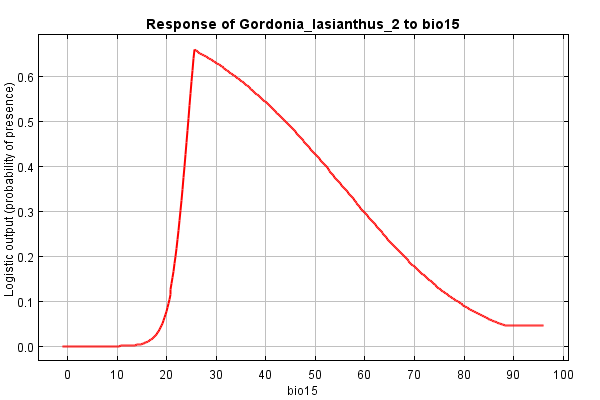 Response of Gordonia_lasianthus_2 to bio15
Logistic output (probability of presence)
0.6
0.5
0.4
0.3
0.2
0.1
0.0
0 10 20 30 40 50 60 70 80 90 100
bio15